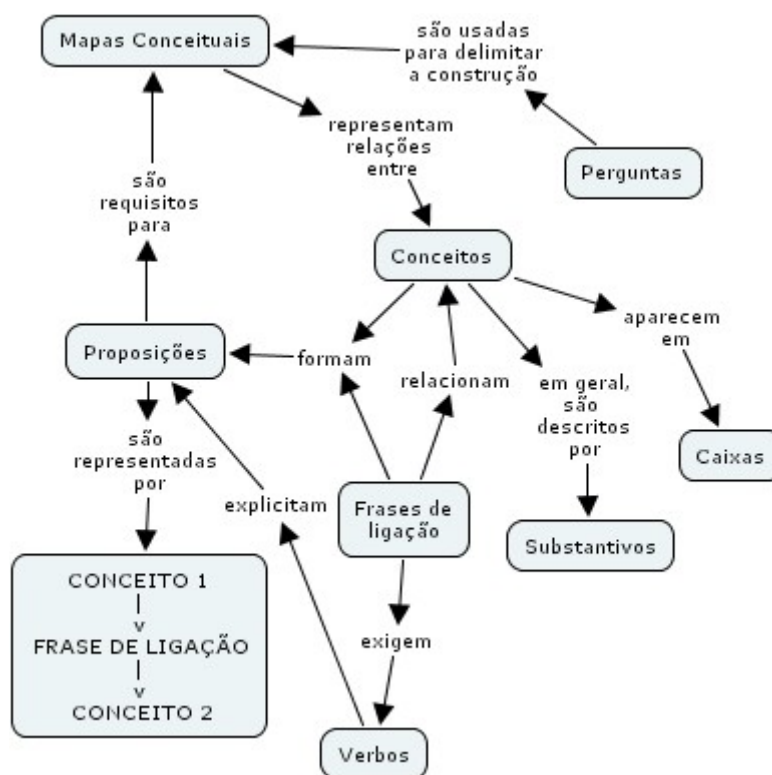 Mapas Conceituais
são usadas
para delimitar
a construção
representam
relações
entre
Perguntas
são
requisitos
para
Conceitos
aparecem
em
Proposições
formam
relacionam
em geral,
são
descritos
por
são
representadas
por
Caixas
explicitam
Frases de
ligação
Substantivos
CONCEITO 1
|
v
FRASE DE LIGAÇÃO
|
v
CONCEITO 2
exigem
Verbos